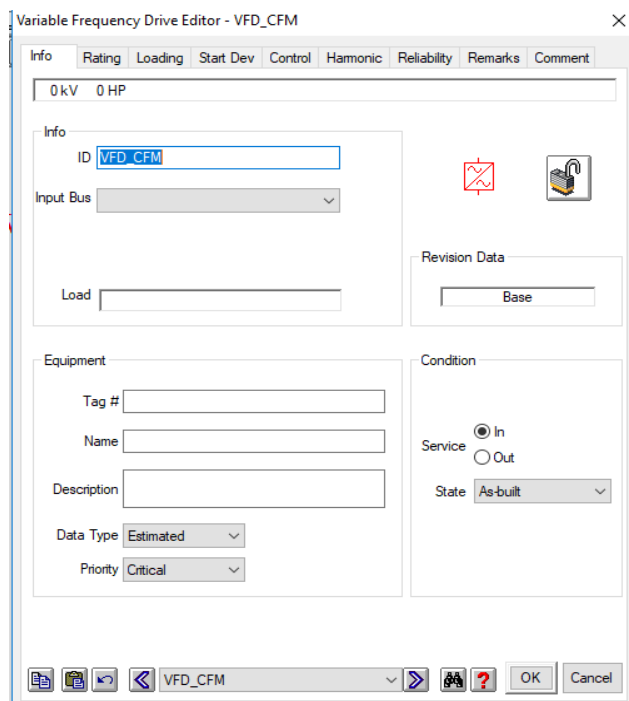 Variable Frequency Drive Editor - VFD_CFM
Info Rating Loading Start Dev Control Harmonic Reliability Remarks Comment
0 kV 0 HP
Info
ID VFD_CFM
Input Bus
Load
Revision Data
Base
Equipment
Tag #
Name
Description
Data Type Estimated
Priority Critical
Condition
Service In
Out
State As-built
VFD_CFM
? OK Cancel